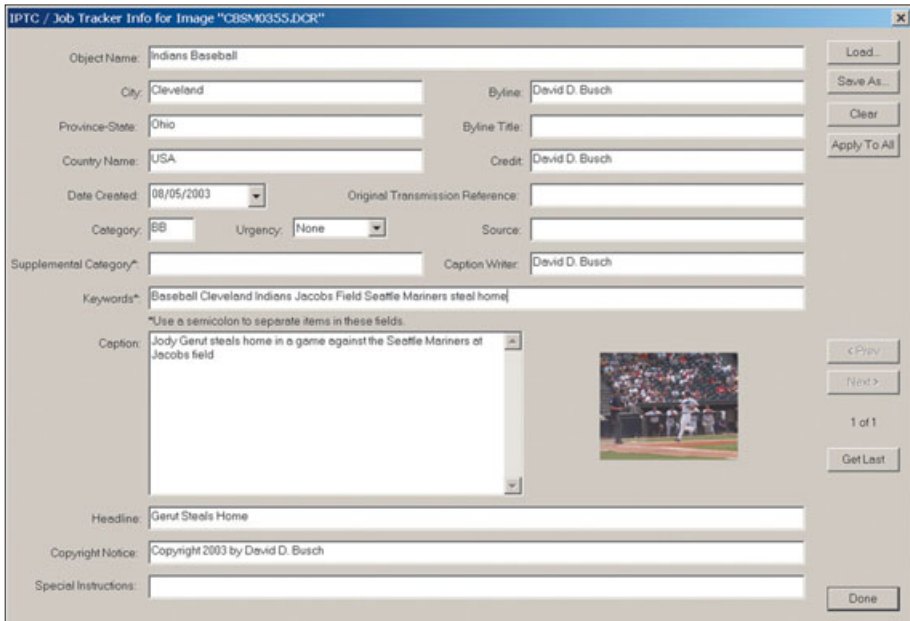 IPTC / Job Tracker Info for Image "C8SM0355.DCR"
Object Name: Indians Baseball
Load...
City: Cleveland
Byline: David D. Busch
Save As...
Province-State: Ohio
Byline Title:
Clear
Country Name: USA
Credit: David D. Busch
Apply To All
Date Created: 08/05/2003
Original Transmission Reference:
Category: BB
Urgency: None
Source:
Supplemental Category*:
Caption Writer: David D. Busch
Keywords*: Baseball Cleveland Indians Jacobs Field Seattle Mariners steal home
*Use a semicolon to separate items in these fields.
Caption: Jody Gerut steals home in a game against the Seattle Mariners at
Jacobs field
< Prev
Next >
1 of 1
Get Last
Headline: Gerut Steals Home
Copyright Notice: Copyright 2003 by David D. Busch
Special Instructions:
Done